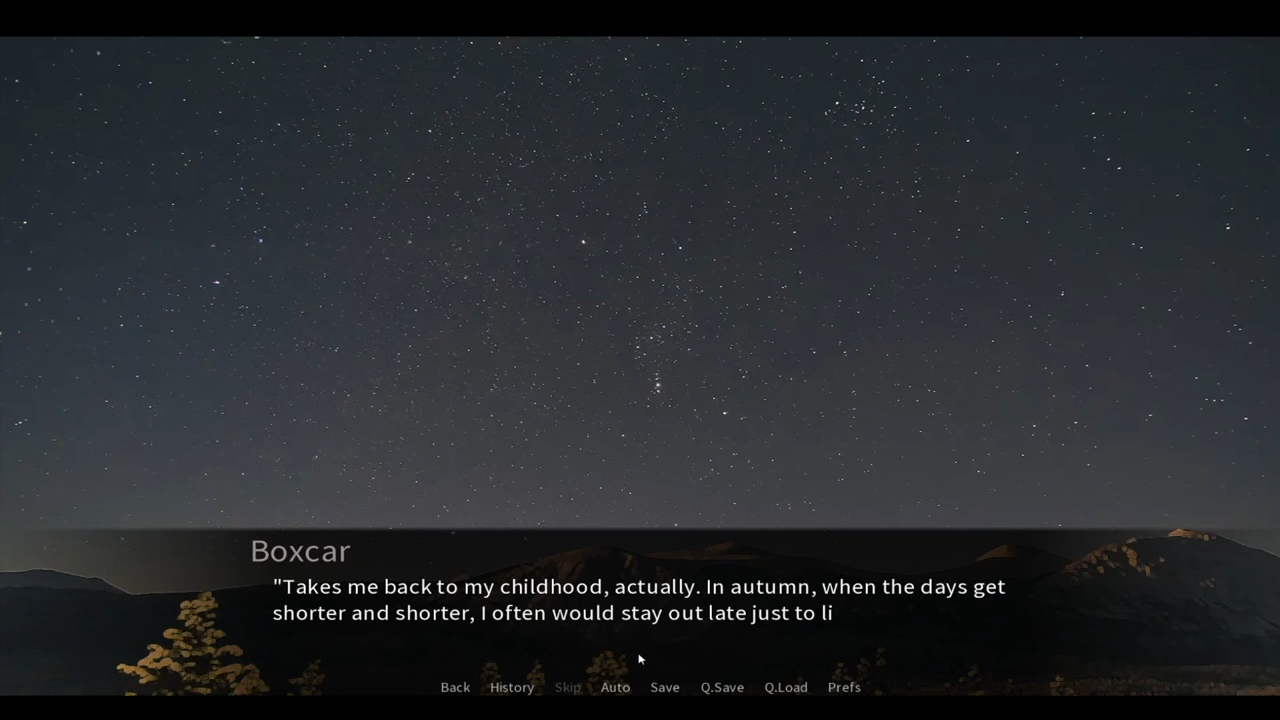 Boxcar
"Takes me back to my childhood, actually. In autumn, when the days get
shorter and shorter, I often would stay out late just to li
Back History Skip Auto Save Q.Save Q.Load Prefs